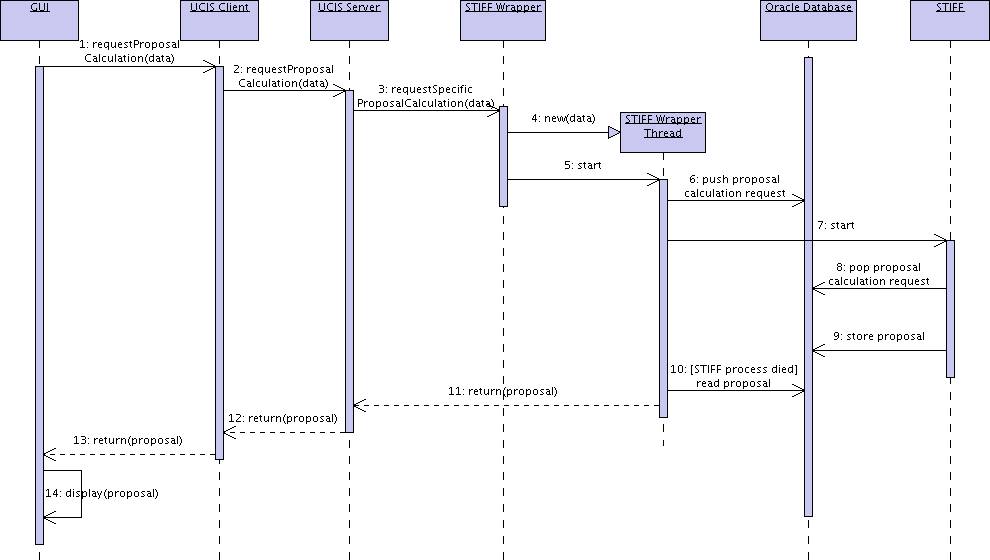 GUI
UCIS Client
UCIS Server
STIFF Wrapper
Oracle Database
STIFF
1: requestProposal
Calculation(data)
2: requestProposal
Calculation(data)
3: requestSpecific
ProposalCalculation(data)
4: new(data)
STIFF Wrapper
Thread
5: start
6: push proposal
calculation request
7: start
8: pop proposal
calculation request
9: store proposal
10: [STIFF process died]
read proposal
11: return(proposal)
12: return(proposal)
13: return(proposal)
14: display(proposal)